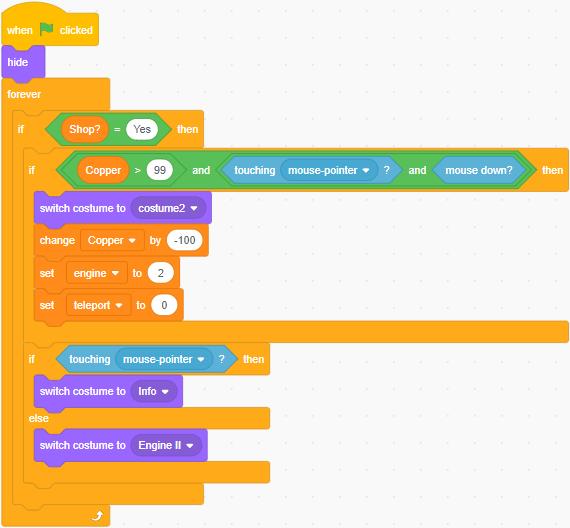 when clicked
hide
forever
if Shop? = Yes then
if Copper > 99 and touching mouse-pointer ? and mouse down? then
switch costume to costume2
change Copper by -100
set engine to 2
set teleport to 0
if touching mouse-pointer ? then
switch costume to Info
else
switch costume to Engine II